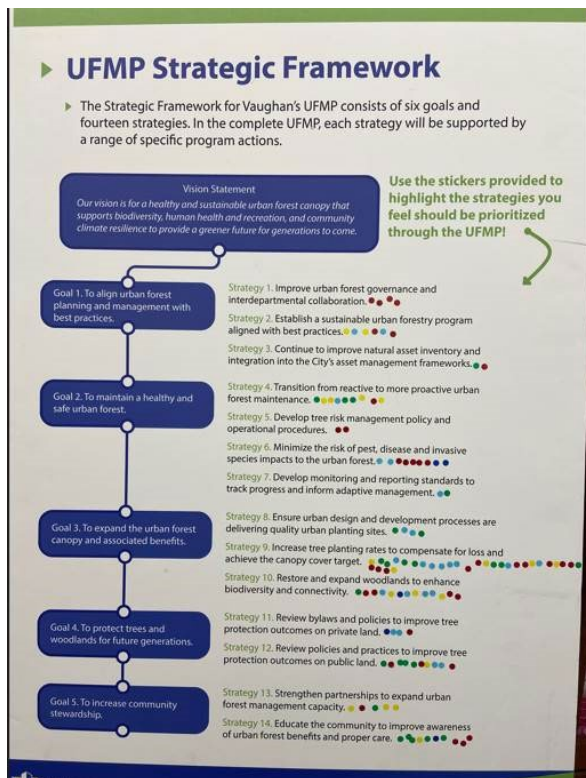 UFMP Strategic Framework
The Strategic Framework for Vaughan's UFMP consists of six goals and
fourteen strategies. In the complete UFMP, each strategy will be supported by
a range of specific program actions.
Vision Statement
Our vision is for a healthy and sustainable urban forest canopy that
supports biodiversity, human health and recreation, and community
climate resilience to provide a greener future for generations to come.
Use the stickers provided to
highlight the strategies you
feel should be prioritized
through the UFMP!
Goal 1. To align urban forest
planning and management with
best practices.
Strategy 1. Improve urban forest governance and
interdepartmental collaboration.
Strategy 2. Establish a sustainable urban forestry program
aligned with best practices.
Strategy 3. Continue to improve natural asset inventory and
integration into the City's asset management frameworks.
Goal 2. To maintain a healthy and
safe urban forest.
Strategy 4. Transition from reactive to more proactive urban
forest maintenance.
Strategy 5. Develop tree risk management policy and
operational procedures.
Strategy 6. Minimize the risk of pest, disease and invasive
species impacts to the urban forest.
Strategy 7. Develop monitoring and reporting standards to
track progress and inform adaptive management.
Goal 3. To expand the urban forest
canopy and associated benefits.
Strategy 8. Ensure urban design and development processes are
delivering quality urban planting sites.
Strategy 9. Increase tree planting rates to compensate for loss and
achieve the canopy cover target.
Strategy 10. Restore and expand woodlands to enhance
biodiversity and connectivity.
Goal 4. To protect trees and
woodlands for future generations.
Strategy 11. Review bylaws and policies to improve tree
protection outcomes on private land.
Strategy 12. Review policies and practices to improve tree
protection outcomes on public land.
Goal 5. To increase community
stewardship.
Strategy 13. Strengthen partnerships to expand urban
forest management capacity.
Strategy 14. Educate the community to improve awareness
of urban forest benefits and proper care.